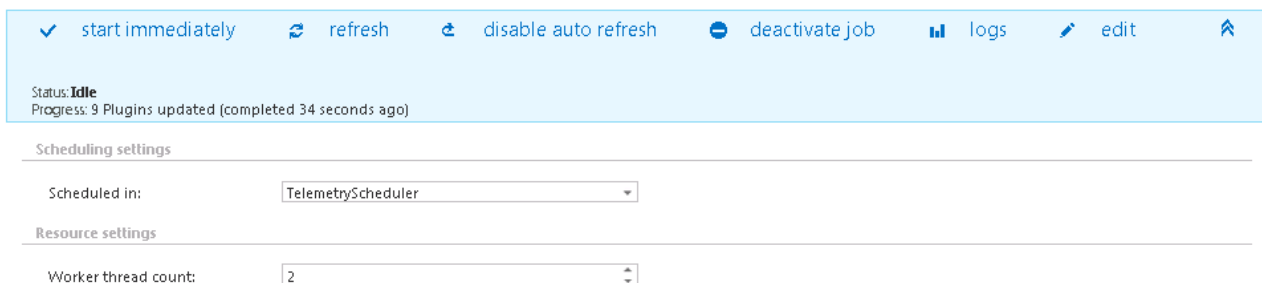 start immediately refresh disable auto refresh deactivate job logs edit
Status: Idle
Progress: 9 Plugins updated (completed 34 seconds ago)
Scheduling settings
Scheduled in: TelemetryScheduler
Resource settings
Worker thread count: 2